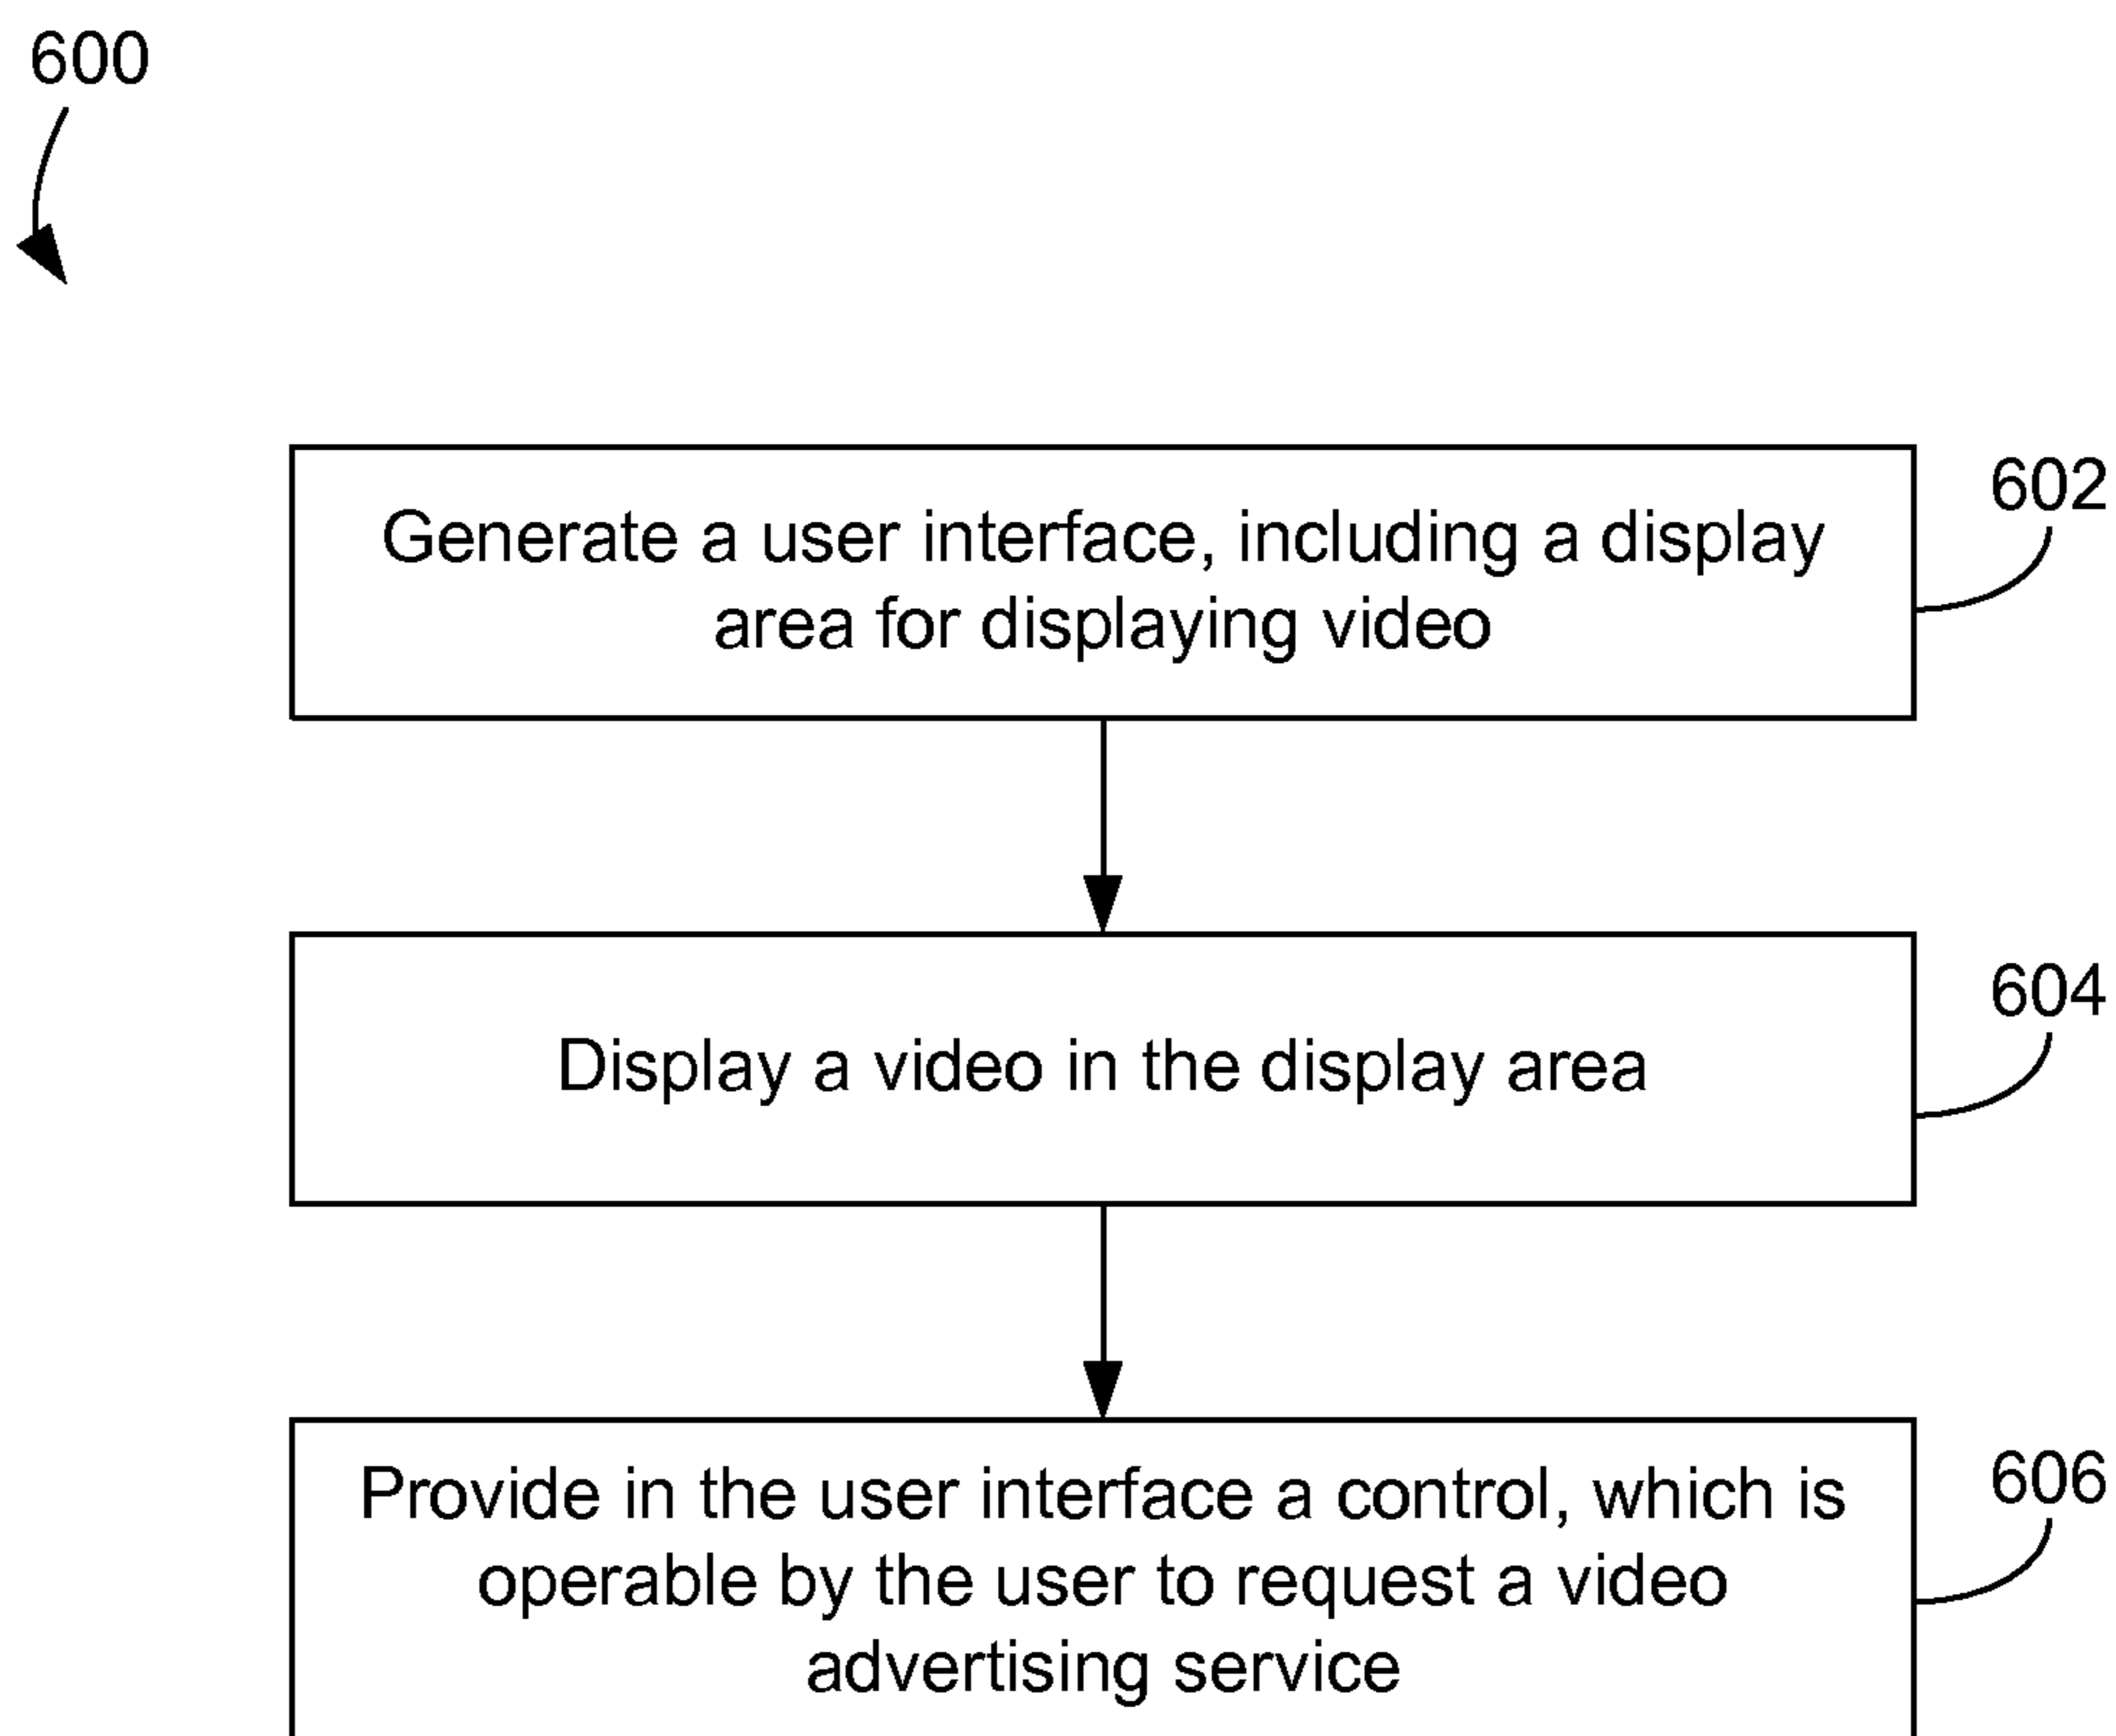 600
602
Generate a user interface, including a display
area for displaying video
604
Display a video in the display area
606
Provide in the user interface a control, which is
operable by the user to request a video
advertising service